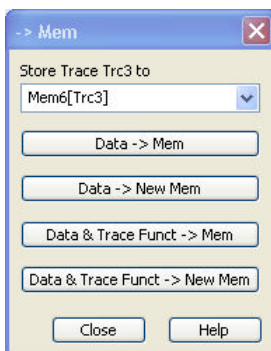 -> Mem
Store Trace Trc3 to
Mem6[Trc3]
Data -> Mem
Data -> New Mem
Data & Trace Funct -> Mem
Data & Trace Funct -> New Mem
Close Help